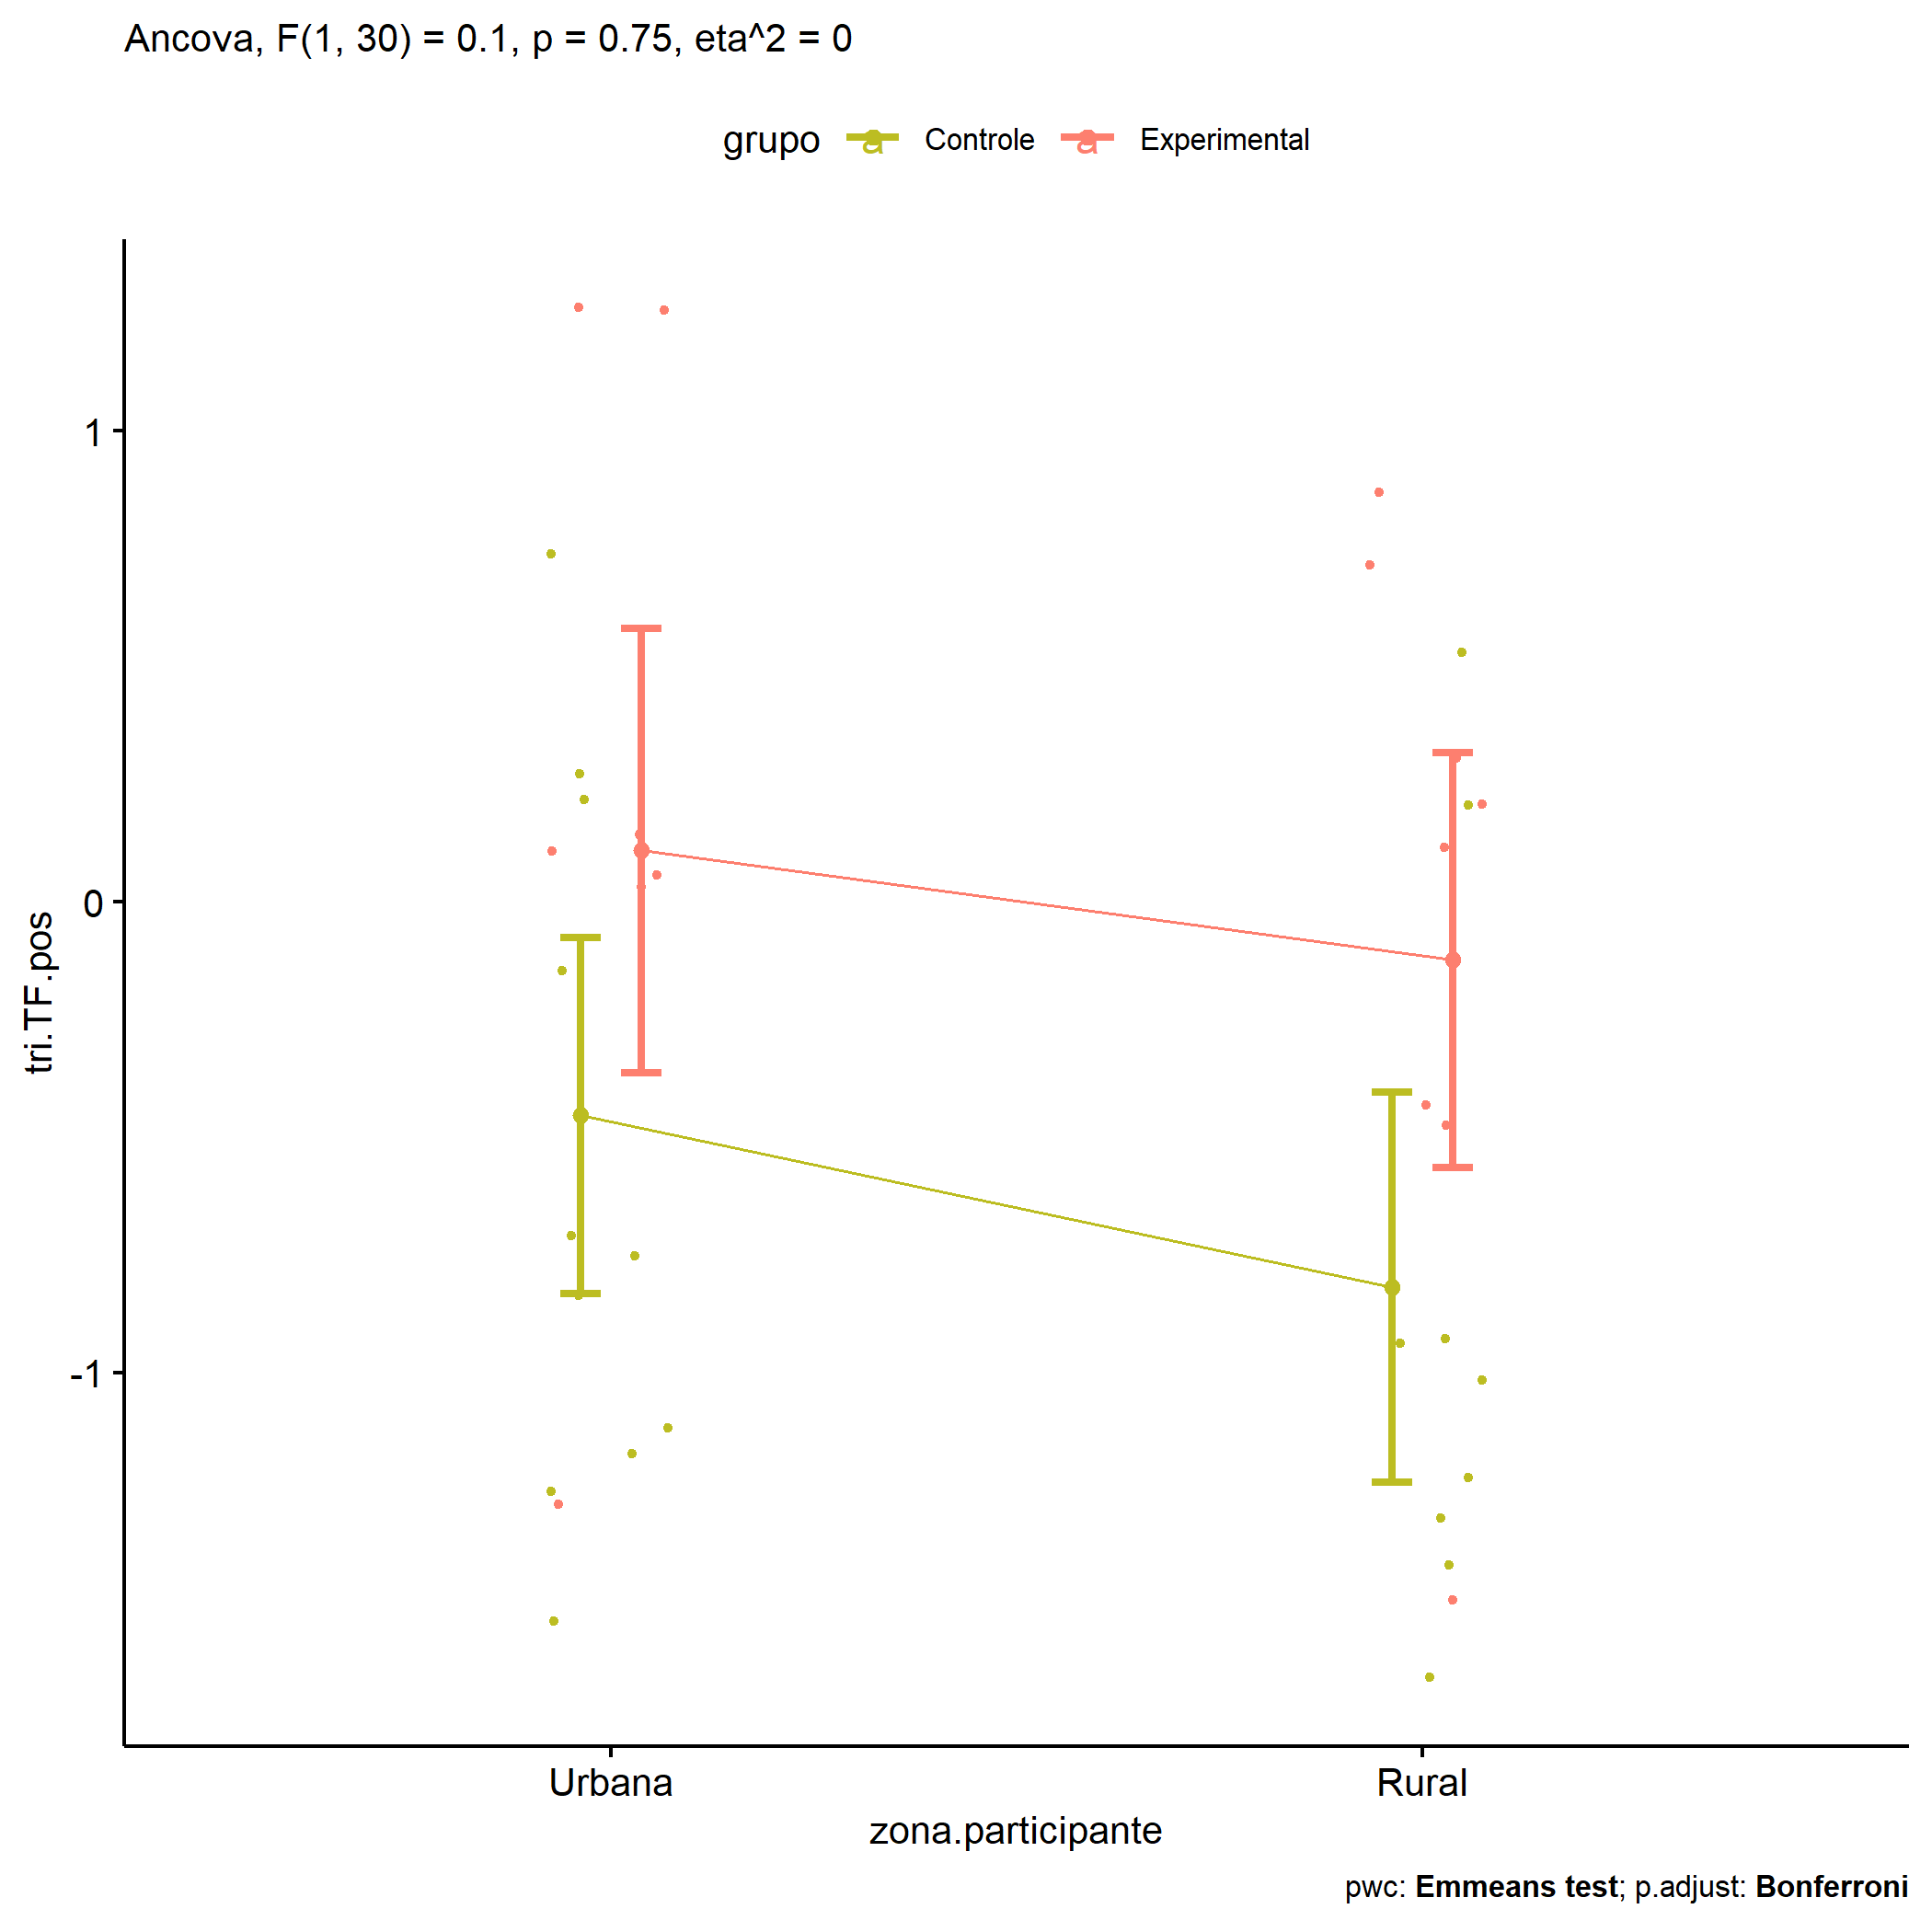 Ancova, F(1, 30) = 0.1, p = 0.75, eta^2 = 0
grupo a Controle a Experimental
1
0
-1
tri.TF.pos
Urbana Rural
zona.participante
pwc: Emmeans test; p.adjust: Bonferroni